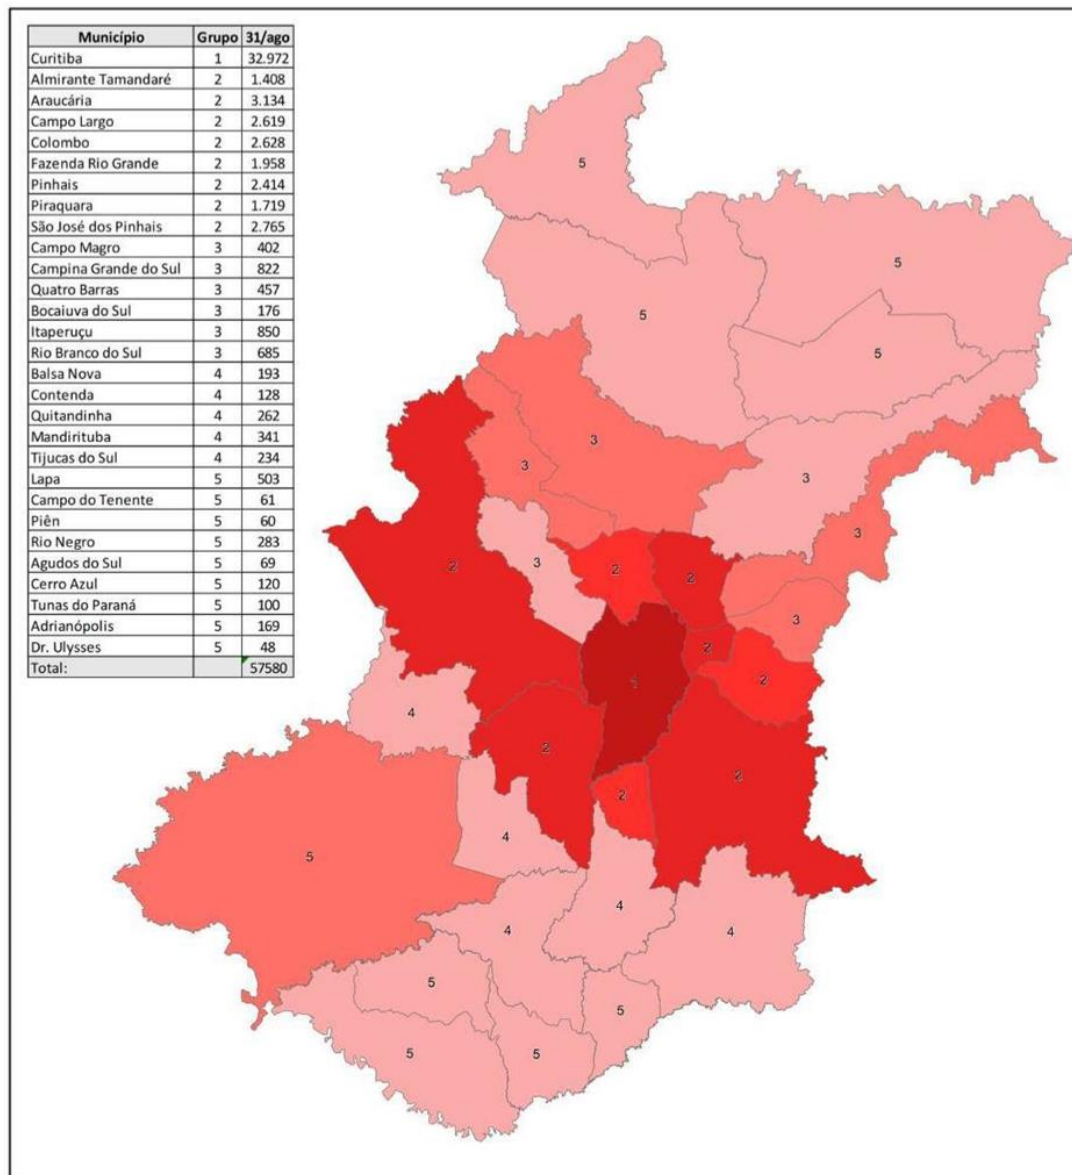 Município Grupo 31/ago
Curitiba 1 32.972
Almirante Tamandaré 2 1.408
Araucária 2 3.134
Campo Largo 2 2.619
Colombo 2 2.628
Fazenda Rio Grande 2 1.958
Pinhais 2 2.414
Piraquara 2 1.719
São José dos Pinhais 2 2.765
Campo Magro 3 402
Campina Grande do Sul 3 822
Quatro Barras 3 457
Bocaiuva do Sul 3 176
Itaperuçu 3 850
Rio Branco do Sul 3 685
Balsa Nova 4 193
Contenda 4 128
Quitandinha 4 262
Mandirituba 4 341
Tijucas do Sul 4 234
Lapa 5 503
Campo do Tenente 5 61
Piên 5 60
Rio Negro 5 283
Agudos do Sul 5 69
Cerro Azul 5 120
Tunas do Paraná 5 100
Adrianópolis 5 169
Dr. Ulysses 5 48
Total: 57580
5
5
5
5
3
3
3
3
3
2
2
2
3
2
2
1
4
2
2
2
4
5
4
4
4
5
5
5
5